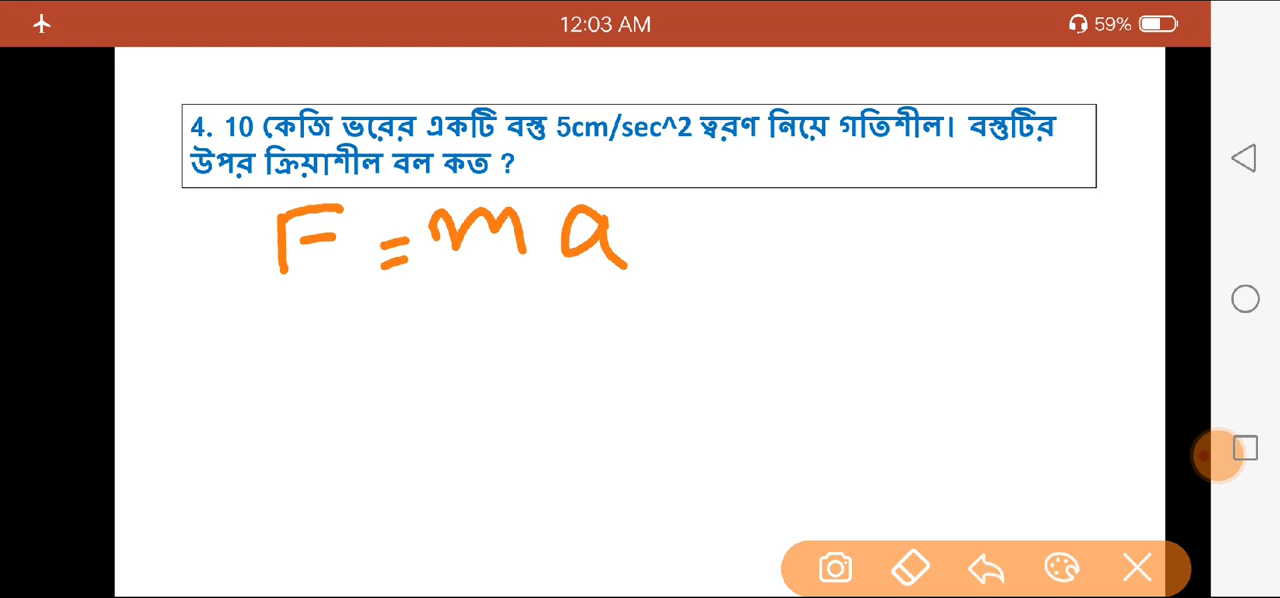 12:03 AM
59%
4. 10 কেজি ভরের একটি বস্তু 5cm/sec^2 ত্বরণ নিয়ে গতিশীল। বস্তুটির
উপর ক্রিয়াশীল বল কত ?
F = ma